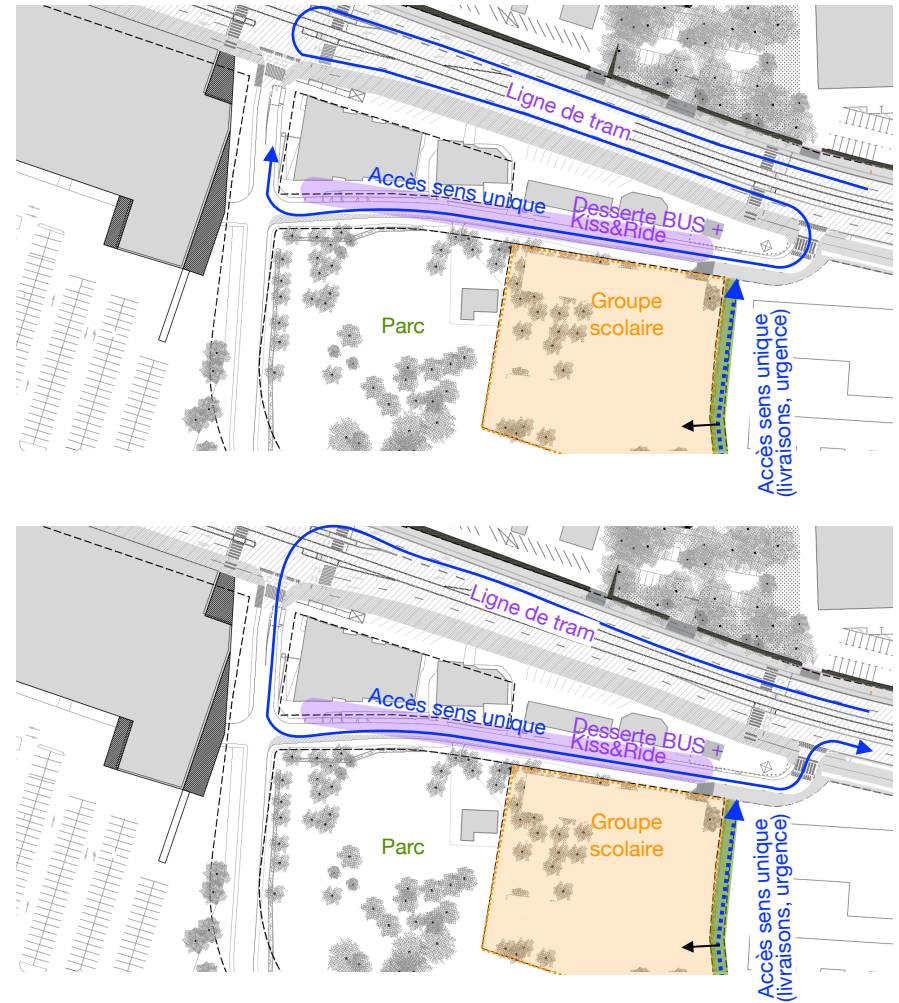 Ligne de tram
Accès sens unique
Desserte BUS +
Kiss&Ride
Groupe
scolaire
Parc
Accès sens unique
(livraisons, urgence)
Ligne de tram
Accès sens unique
Desserte BUS +
Kiss&Ride
Groupe
scolaire
Parc
Accès sens unique
(livraisons, urgence)